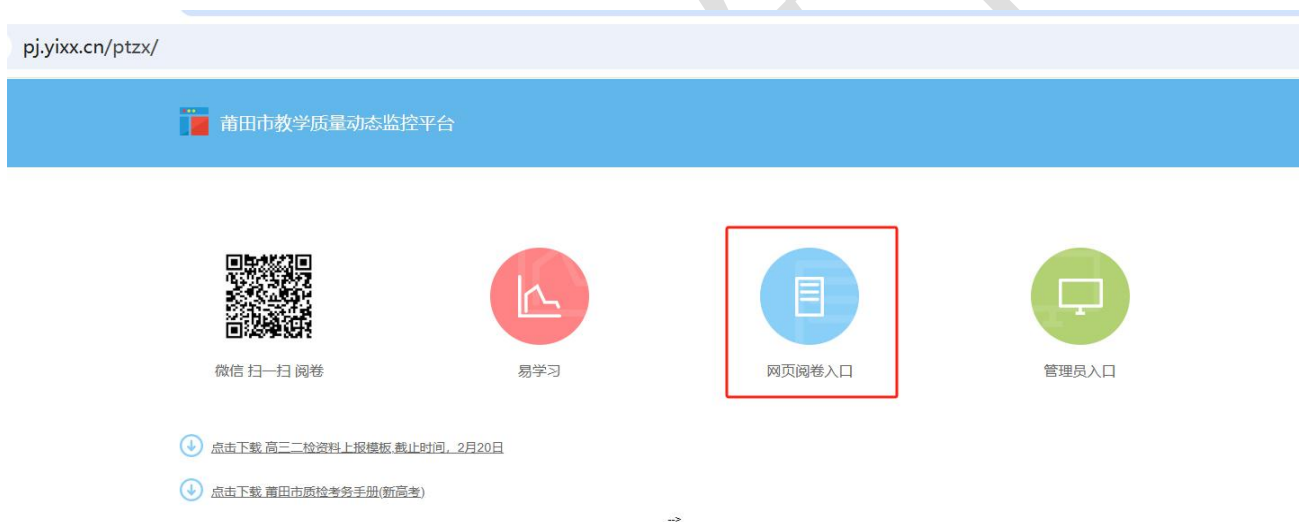 pj.yixx.cn/ptzx/
莆田市教学质量动态监控平台
微信 扫一扫 阅卷
易学习
网页阅卷入口
管理员入口
点击下载 高三二检资料上报模板,截止时间，2月20日
点击下载 莆田市质检考务手册(新高考)
-->